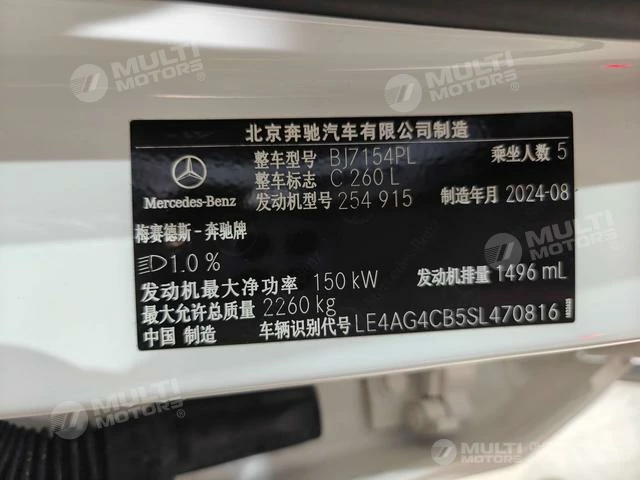 北京奔驰汽车有限公司制造
整车型号 BJ7154PL 乘坐人数 5
整车标志 C 260 L
Mercedes-Benz 发动机型号 254 915 制造年月 2024-08
梅赛德斯-奔驰牌
1.0 %
发动机最大净功率 150 kW 发动机排量 1496 mL
最大允许总质量 2260 kg
中国 制造 车辆识别代号 LE4AG4CB5SL470816
MULTI MOTORS
MULTI MOTORS
MULTI MOTORS
MULTI MOTORS
MULTI MOTORS
MULTI MOTORS